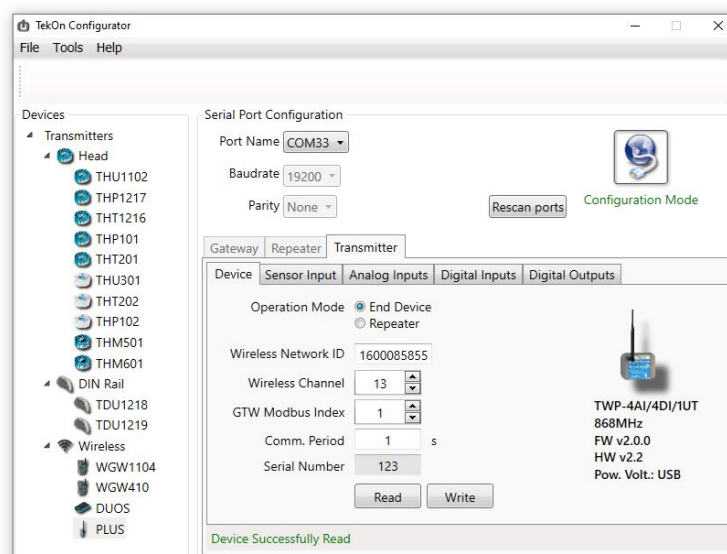 TekOn Configurator
File Tools Help
Devices
Transmitters
Head
THU1102
THP1217
THT1216
THP101
THT201
THU301
THT202
THP102
THM501
THM601
DIN Rail
TDU1218
TDU1219
Wireless
WGW1104
WGW410
DUOS
PLUS
Serial Port Configuration
Port Name COM33
Baudrate 19200
Parity None
Rescan ports
Configuration Mode
Gateway Repeater Transmitter
Device Sensor Input Analog Inputs Digital Inputs Digital Outputs
Operation Mode End Device
Repeater
Wireless Network ID 1600085855
Wireless Channel 13
GTW Modbus Index 1
Comm. Period 1 s
Serial Number 123
Read Write
TWP-4AI/4DI/1UT
868MHz
FW v2.0.0
HW v2.2
Pow. Volt.: USB
Device Successfully Read